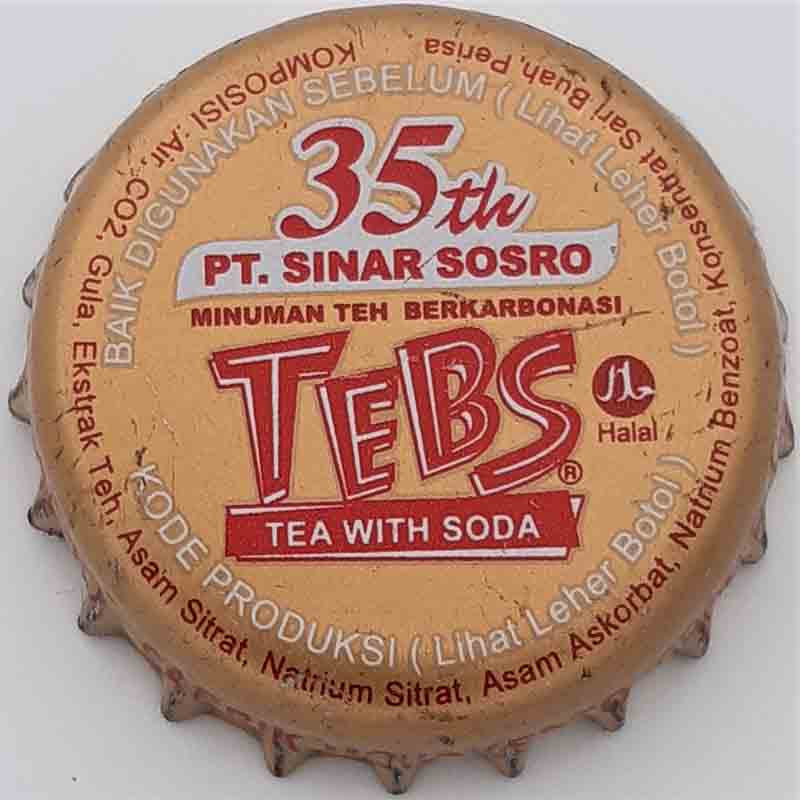 KOMPOSISI : Air, CO2, Gula, Ekstrak Teh, Asam Sitrat, Natrium Sitrat, Asam Askorbat, Natrium Benzoat, Konsentrat Sari Buah, Perisa
BAIK DIGUNAKAN SEBELUM ( Lihat Leher Botol )
35th
PT. SINAR SOSRO
MINUMAN TEH BERKARBONASI
TEBS®
Halal
TEA WITH SODA
KODE PRODUKSI ( Lihat Leher Botol )